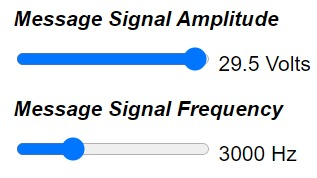 Message Signal Amplitude
29.5 Volts
Message Signal Frequency
3000 Hz